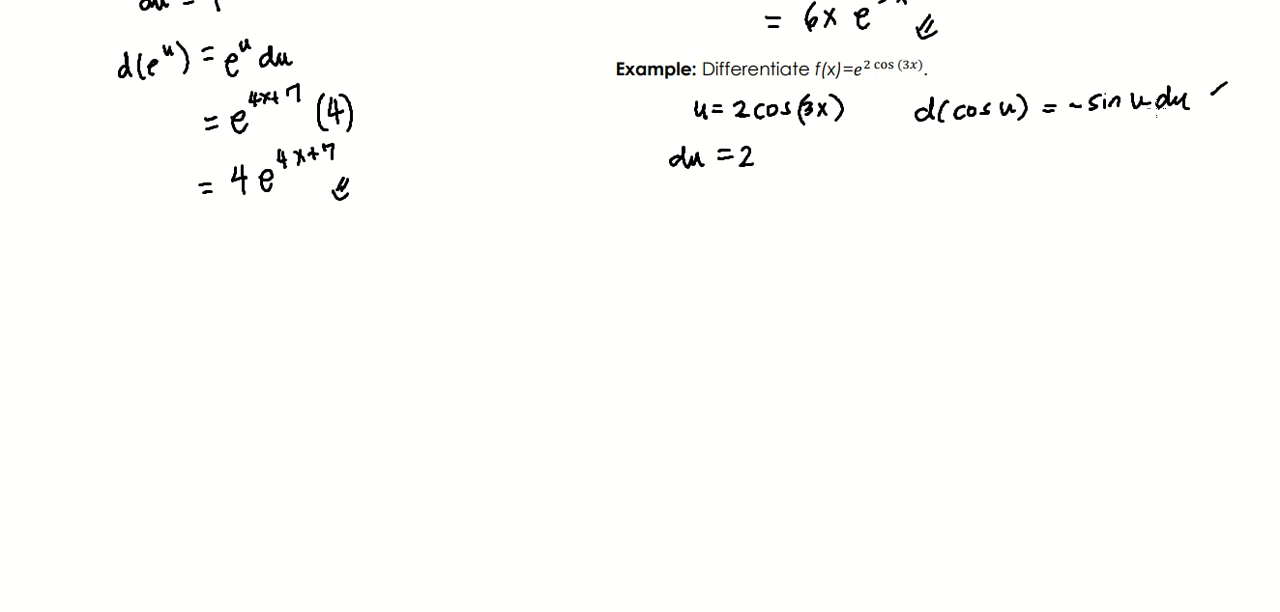 d(e^u) = e^u du
= e^{4x+7} (4)
= 4 e^{4x+7}
= 6x e
Example: Differentiate f(x)=e^{2 cos (3x)}.
u = 2cos(3x) d(cos u) = -sin u du
du = 2